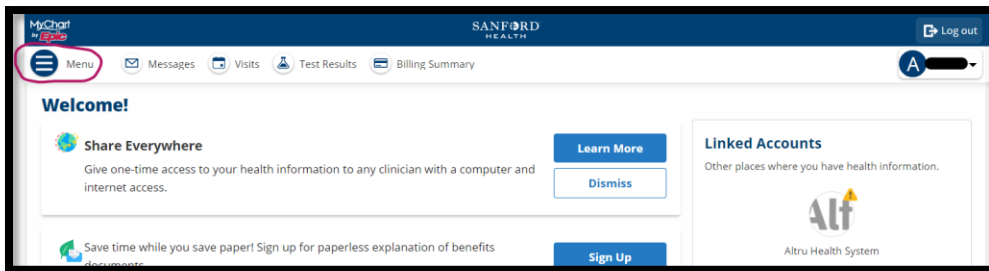 MyChart
by Epic
SANFORD
HEALTH
Log out
Menu
Messages
Visits
Test Results
Billing Summary
A
Welcome!
Share Everywhere
Give one-time access to your health information to any clinician with a computer and
internet access.
Learn More
Dismiss
Save time while you save paper! Sign up for paperless explanation of benefits
documents
Sign Up
Linked Accounts
Other places where you have health information.
Alt
Altru Health System